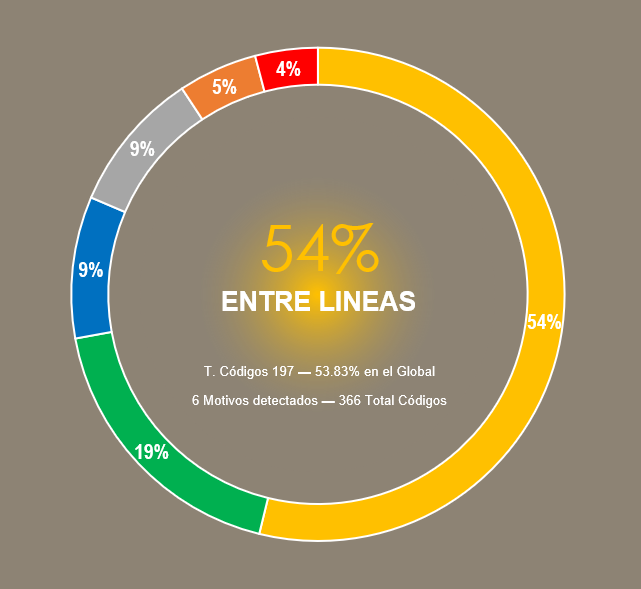 4%
5%
9%
54%
ENTRE LINEAS
9%
54%
T. Códigos 197 — 53.83% en el Global
6 Motivos detectados — 366 Total Códigos
19%